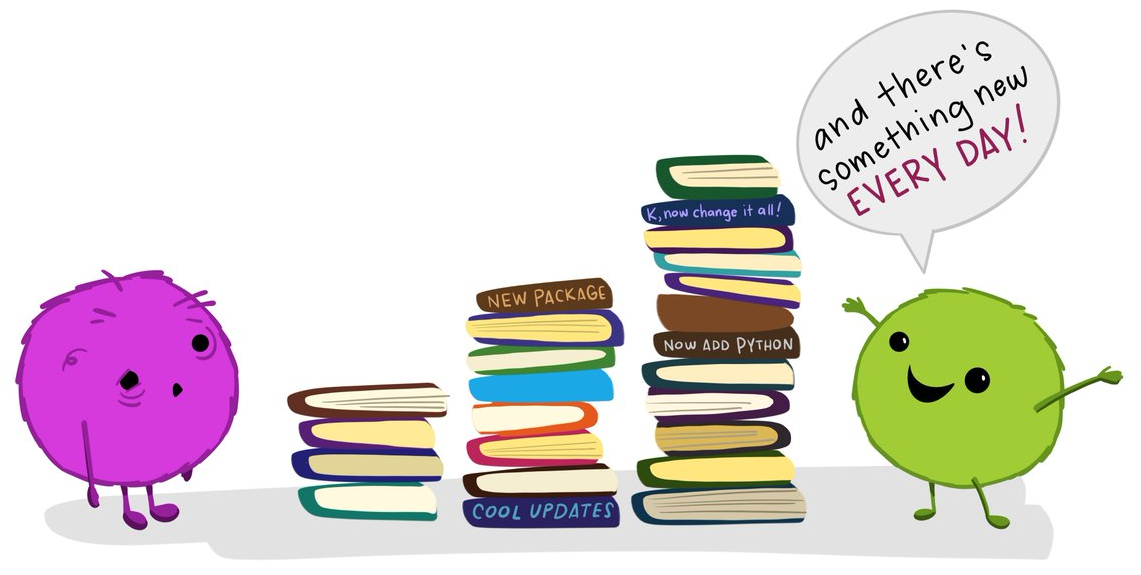 and there's
something new
EVERY DAY!
K, now change it all!
NEW PACKAGE
NOW ADD PYTHON
COOL UPDATES